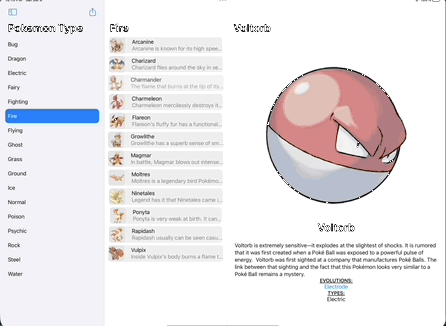 Pokemon Type
Bug
Dragon
Electric
Fairy
Fighting
Fire
Flying
Ghost
Grass
Ground
Ice
Normal
Poison
Psychic
Rock
Steel
Water
Fire
Arcanine
Arcanine is known for its high spee...
Charizard
Charizard flies around the sky in se...
Charmander
The flame that burns at the tip of its...
Charmeleon
Charmeleon mercilessly destroys it...
Flareon
Flareon's fluffy fur has a functional...
Growlithe
Growlithe has a superb sense of sm...
Magmar
In battle, Magmar blows out intense...
Moltres
Moltres is a legendary bird Pokémo...
Ninetales
Legend has it that Ninetales came i...
Ponyta
Ponyta is very weak at birth. It can...
Rapidash
Rapidash usually can be seen casu...
Vulpix
Inside Vulpix's body burns a flame t...
Voltorb
Voltorb
Voltorb is extremely sensitive—it explodes at the slightest of shocks. It is rumored
that it was first created when a Poké Ball was exposed to a powerful pulse of
energy. Voltorb was first sighted at a company that manufactures Poké Balls. The
link between that sighting and the fact that this Pokémon looks very similar to a
Poké Ball remains a mystery.
EVOLUTIONS:
Electrode
TYPES:
Electric